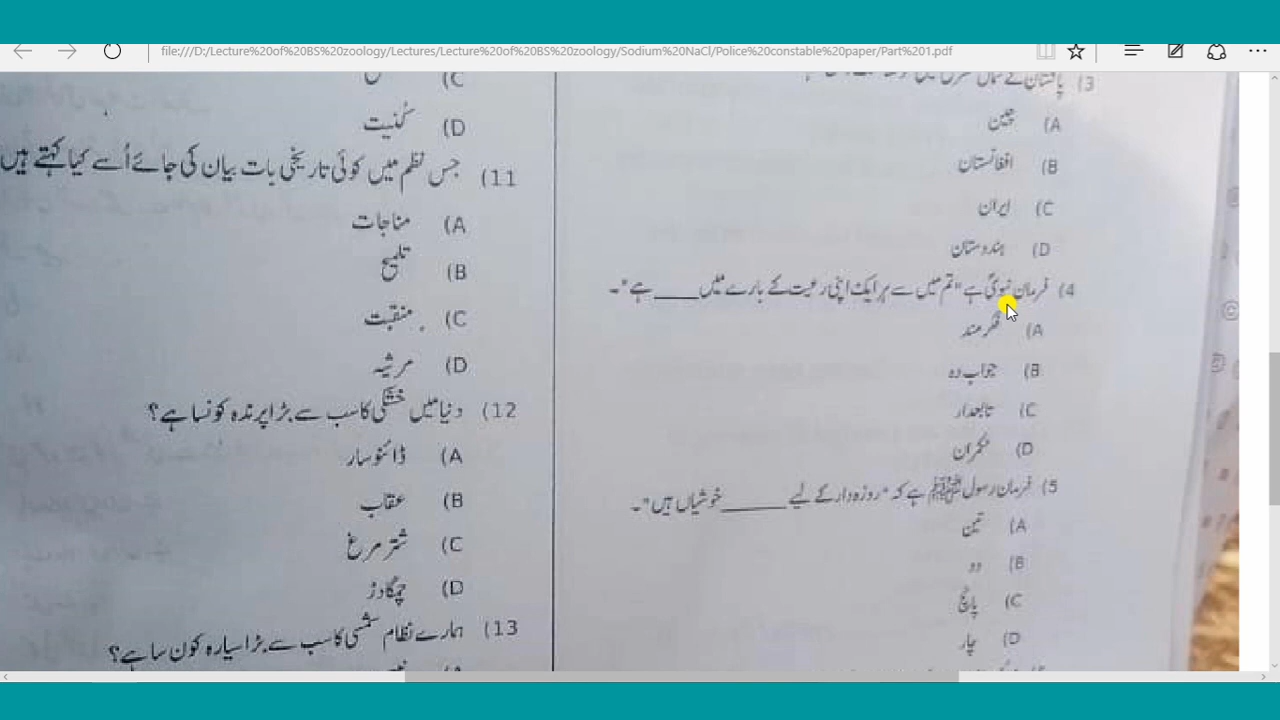 file:///D:/Lecture%20of%20BS%20zoology/Lectures/Lecture%20of%20BS%20zoology/Sodium%20NaCl/Police%20constable%20paper/Part%201.pdf
(3 پاکستان کے شمال
(A چین
(B افغانستان
(C ایران
(D ہندوستان
(4 فرمان نبویؐ ہے "تم میں سے ہر ایک اپنی رعیت کے بارے میں ____ ہے"۔
(A فکر مند
(B جواب دہ
(C تابعدار
(D حکمران
(5 فرمان رسول ﷺ ہے کہ "روزہ دار کے لیے ______ خوشیاں ہیں"۔
(A تین
(B دو
(C پانچ
(D چار
(C
(D کُنیت
(11 جس نظم میں کوئی تاریخی بات بیان کی جائے اُسے کیا کہتے ہیں
(A مناجات
(B تلمیح
(C منقبت
(D مرثیہ
(12 دنیا میں خشکی کا سب سے بڑا پرندہ کونسا ہے؟
(A ڈائنوسار
(B عقاب
(C شتر مرغ
(D چمگادڑ
(13 ہمارے نظام شمسی کا سب سے بڑا سیارہ کون سا ہے؟